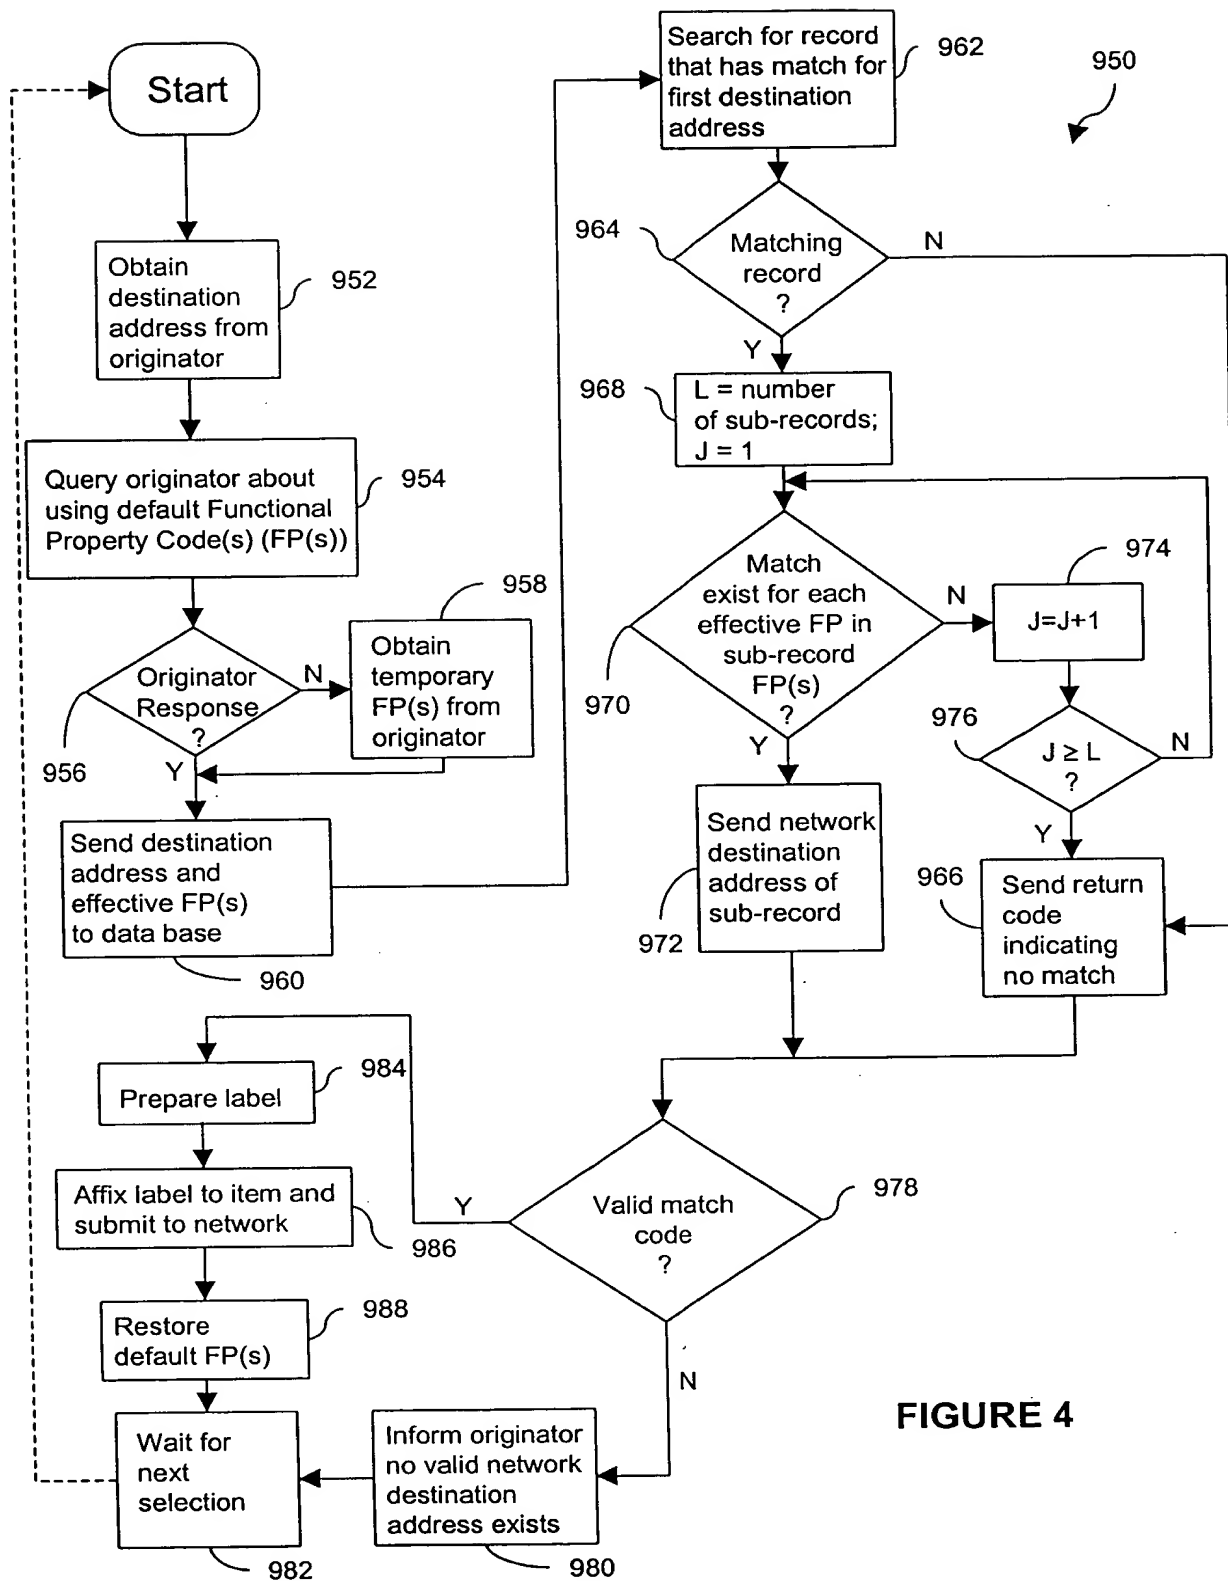 Start
Obtain
destination
address from
originator
952
Query originator about
using default Functional
Property Code(s) (FP(s))
954
Originator
Response
?
956
N
Y
Obtain
temporary
FP(s) from
originator
958
Send destination
address and
effective FP(s)
to data base
960
Search for record
that has match for
first destination
address
962
950
Matching
record
?
964
N
Y
L = number
of sub-records;
J = 1
968
Match
exist for each
effective FP in
sub-record
FP(s)
?
970
N
Y
J=J+1
974
J ≥ L
?
976
N
Y
Send network
destination
address of
sub-record
972
Send return
code
indicating
no match
966
Valid match
code
?
978
Y
N
Prepare label
984
Affix label to item and
submit to network
986
Restore
default FP(s)
988
Wait for
next
selection
982
Inform originator
no valid network
destination
address exists
980
FIGURE 4